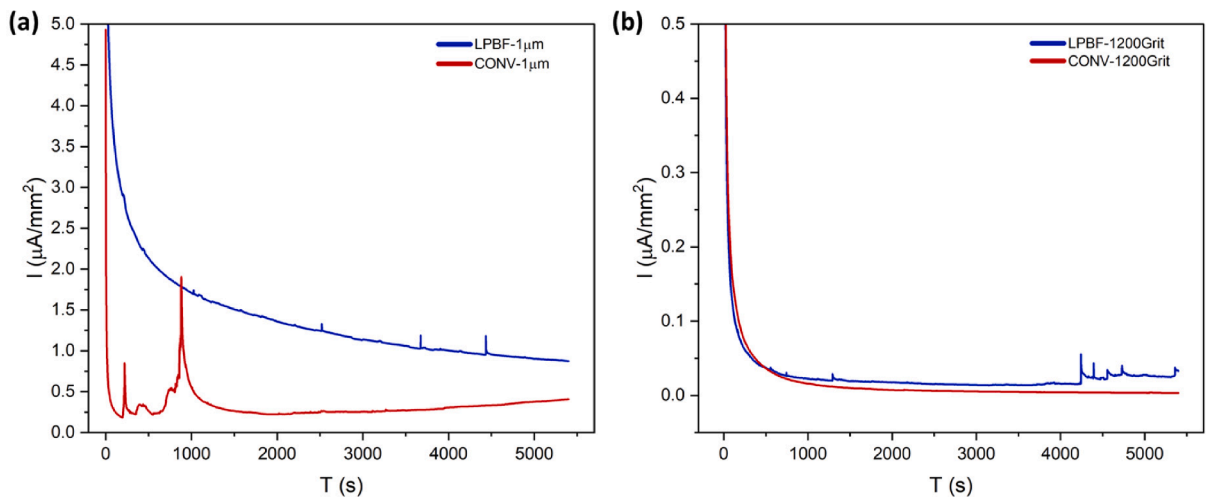 (a)
5.0
4.5
4.0
3.5
3.0
2.5
2.0
1.5
1.0
0.5
0.0
I (μA/mm²)
LPBF-1μm
CONV-1μm
0 1000 2000 3000 4000 5000
T (s)
(b)
0.5
0.4
0.3
0.2
0.1
0.0
I (μA/mm²)
LPBF-1200Grit
CONV-1200Grit
0 1000 2000 3000 4000 5000
T (s)